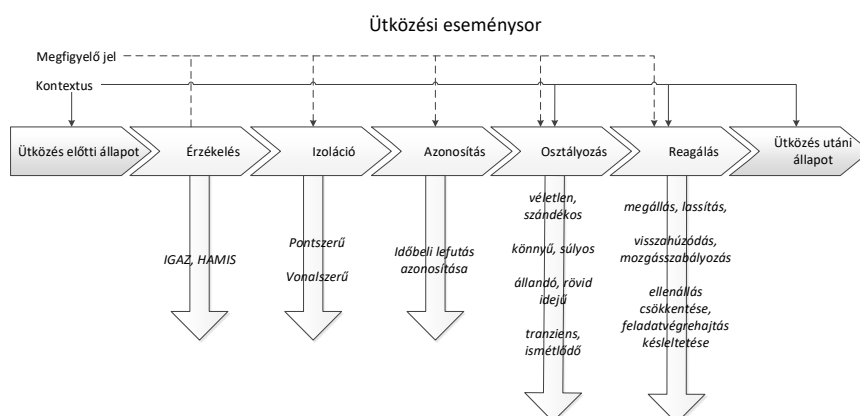 Ütközési eseménysor
Megfigyelő jel
Kontextus
Ütközés előtti állapot
Érzékelés
Izoláció
Azonosítás
Osztályozás
Reagálás
Ütközés utáni
állapot
IGAZ, HAMIS
Pontszerű
Vonalszerű
Időbeli lefutás
azonosítása
véletlen,
szándékos
könnyű, súlyos
állandó, rövid
idejű
tranziens,
ismétlődő
megállás, lassítás,
visszahúzódás,
mozgásszabályozás
ellenállás
csökkentése,
feladatvégrehajtás
késleltetése